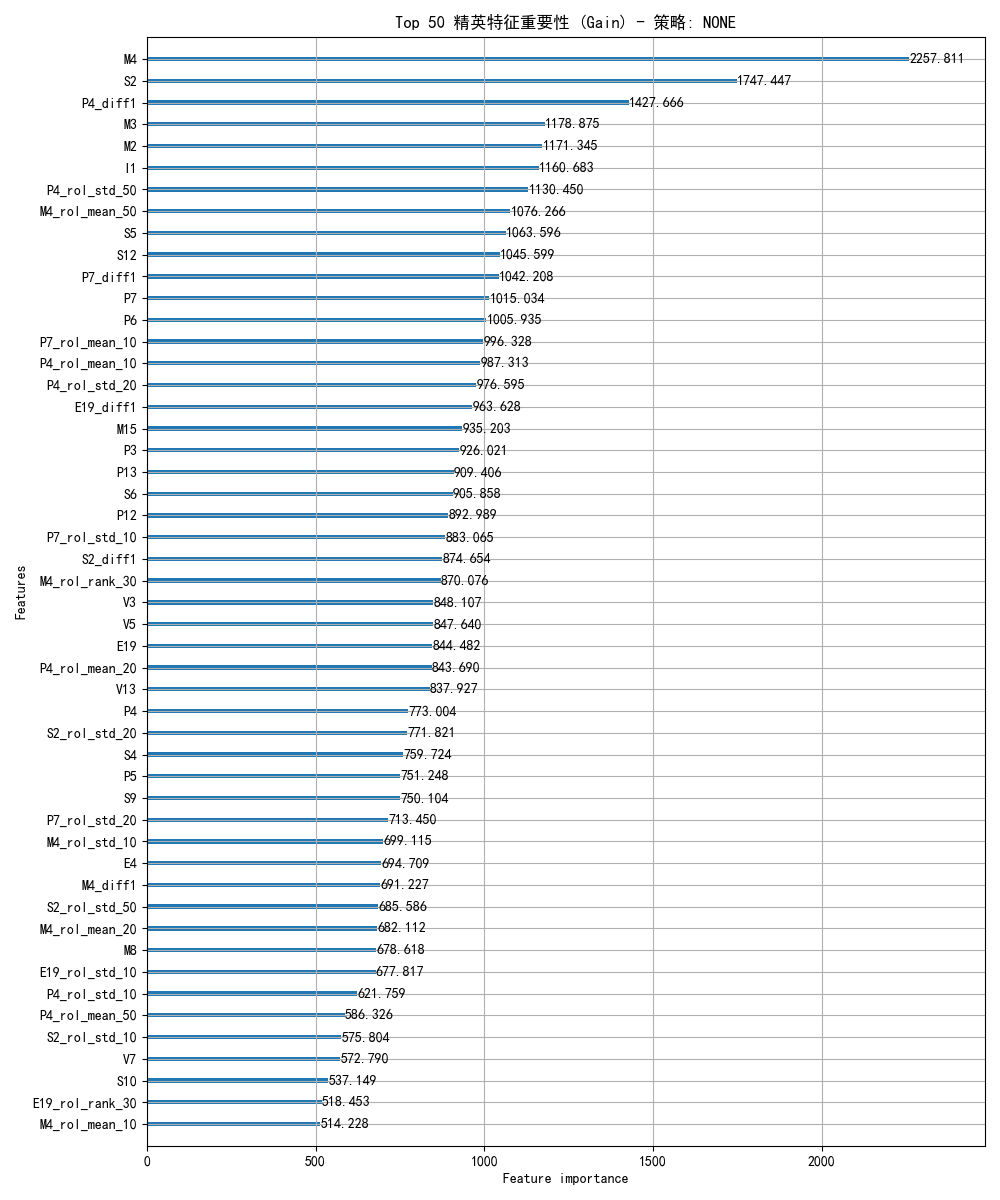 Top 50 精英特征重要性 (Gain) - 策略: NONE
M4 2257.811
S2 1747.447
P4_diff1 1427.666
M3 1178.875
M2 1171.345
I1 1160.683
P4_rol_std_50 1130.450
M4_rol_mean_50 1076.266
S5 1063.596
S12 1045.599
P7_diff1 1042.208
P7 1015.034
P6 1005.935
P7_rol_mean_10 996.328
P4_rol_mean_10 987.313
P4_rol_std_20 976.595
E19_diff1 963.628
M15 935.203
P3 926.021
P13 909.406
S6 905.858
P12 892.989
P7_rol_std_10 883.065
S2_diff1 874.654
M4_rol_rank_30 870.076
V3 848.107
V5 847.640
E19 844.482
P4_rol_mean_20 843.690
V13 837.927
P4 773.004
S2_rol_std_20 771.821
S4 759.724
P5 751.248
S9 750.104
P7_rol_std_20 713.450
M4_rol_std_10 699.115
E4 694.709
M4_diff1 691.227
S2_rol_std_50 685.586
M4_rol_mean_20 682.112
M8 678.618
E19_rol_std_10 677.817
P4_rol_std_10 621.759
P4_rol_mean_50 586.326
S2_rol_std_10 575.804
V7 572.790
S10 537.149
E19_rol_rank_30 518.453
M4_rol_mean_10 514.228
Features
0 500 1000 1500 2000
Feature importance